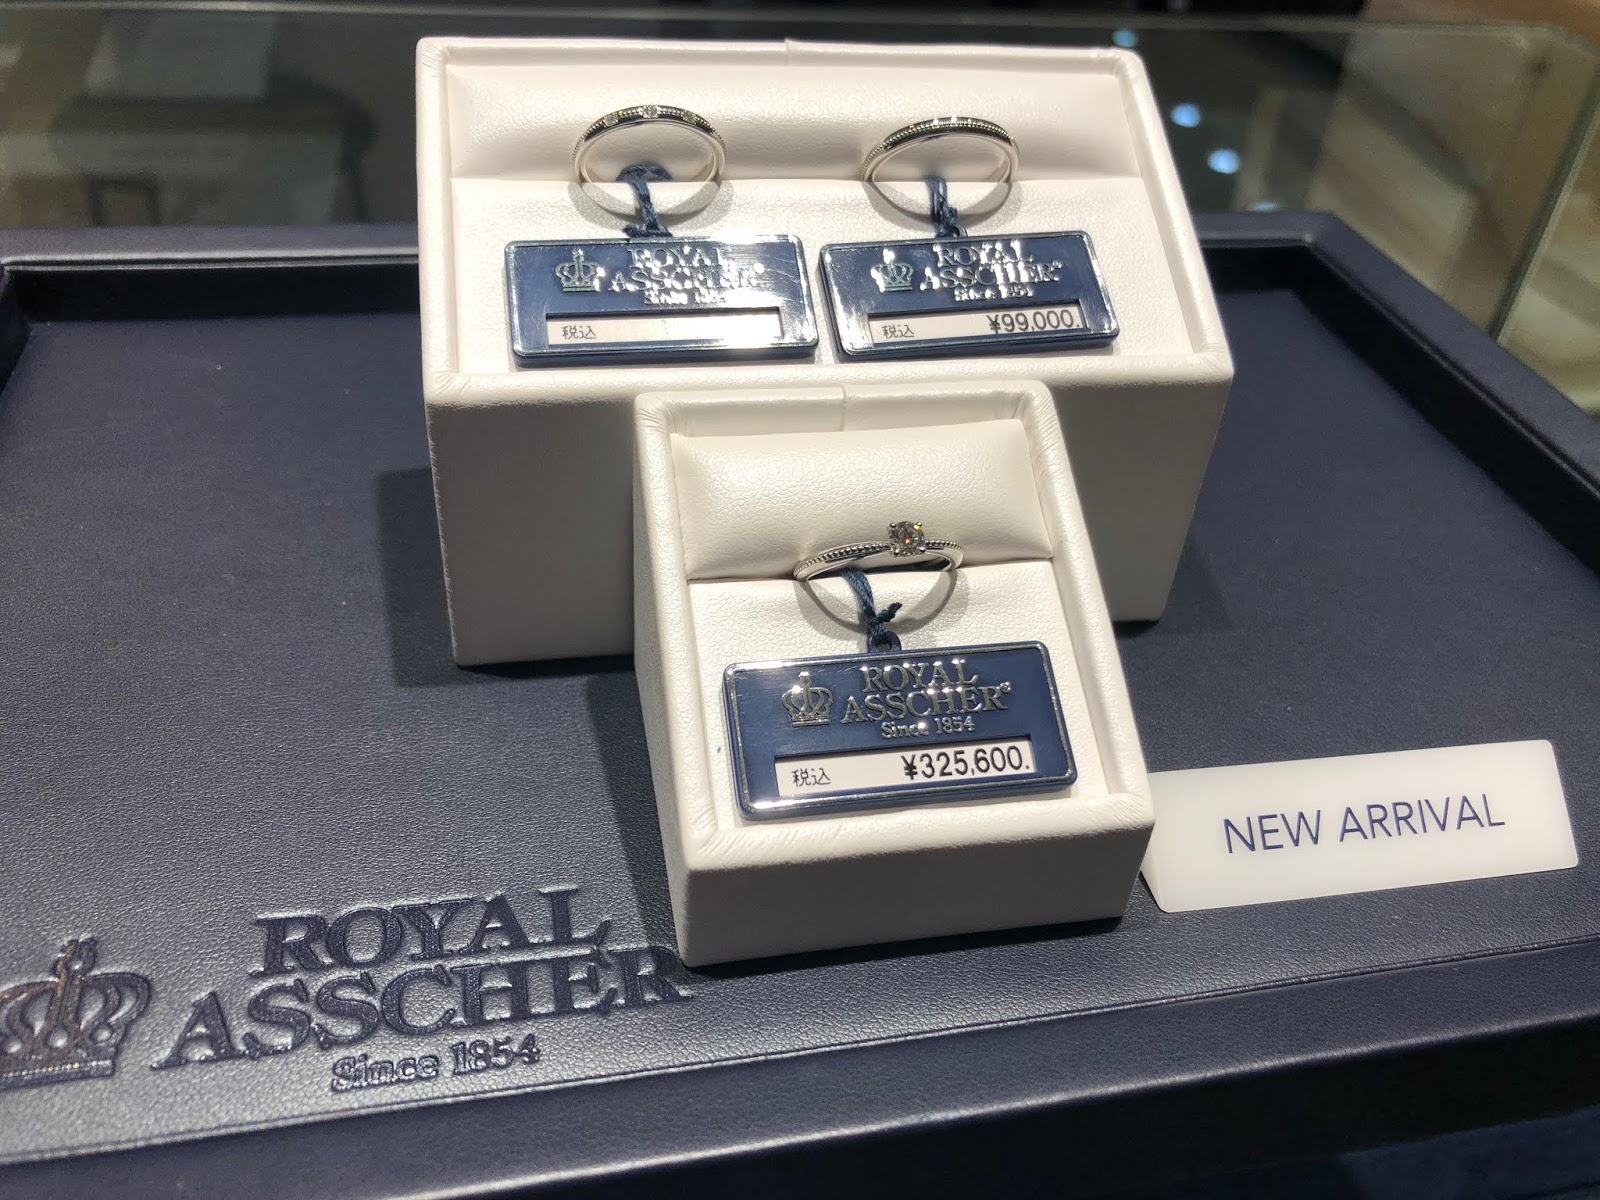 ROYAL
ASSCHER
Since 1854
税込
ROYAL
ASSCHER
Since 1854
税込 ¥99,000.
ROYAL
ASSCHER
Since 1854
税込 ¥325,600.
NEW ARRIVAL
ROYAL
ASSCHER
Since 1854